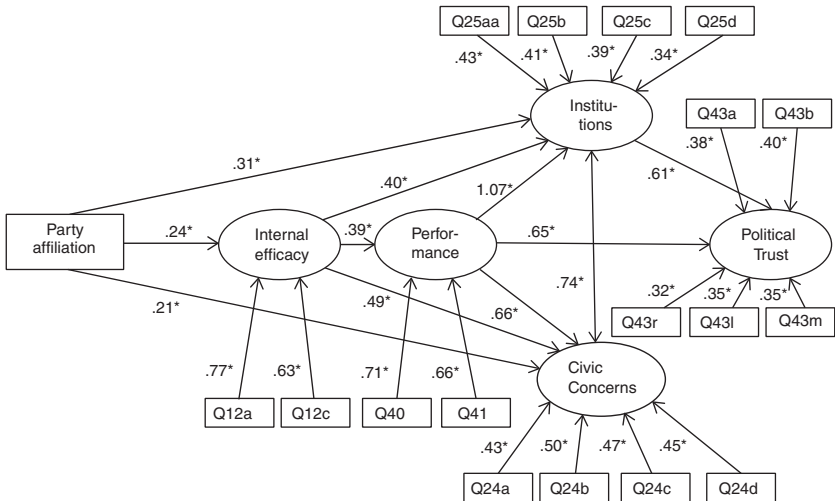 Q25aa Q25b Q25c Q25d
.43* .41* .39* .34*
Institu-
tions
Q43a Q43b
.38* .40*
.31*
.40*
1.07*
.61*
Party
affiliation
.24*
Internal
efficacy
.39*
Perfor-
mance
.65*
Political
Trust
.74*
.21*
.49*
.66*
.32* .35* .35*
Q43r Q43l Q43m
Civic
Concerns
.77* .63* .71* .66*
Q12a Q12c Q40 Q41
.43* .50* .47* .45*
Q24a Q24b Q24c Q24d